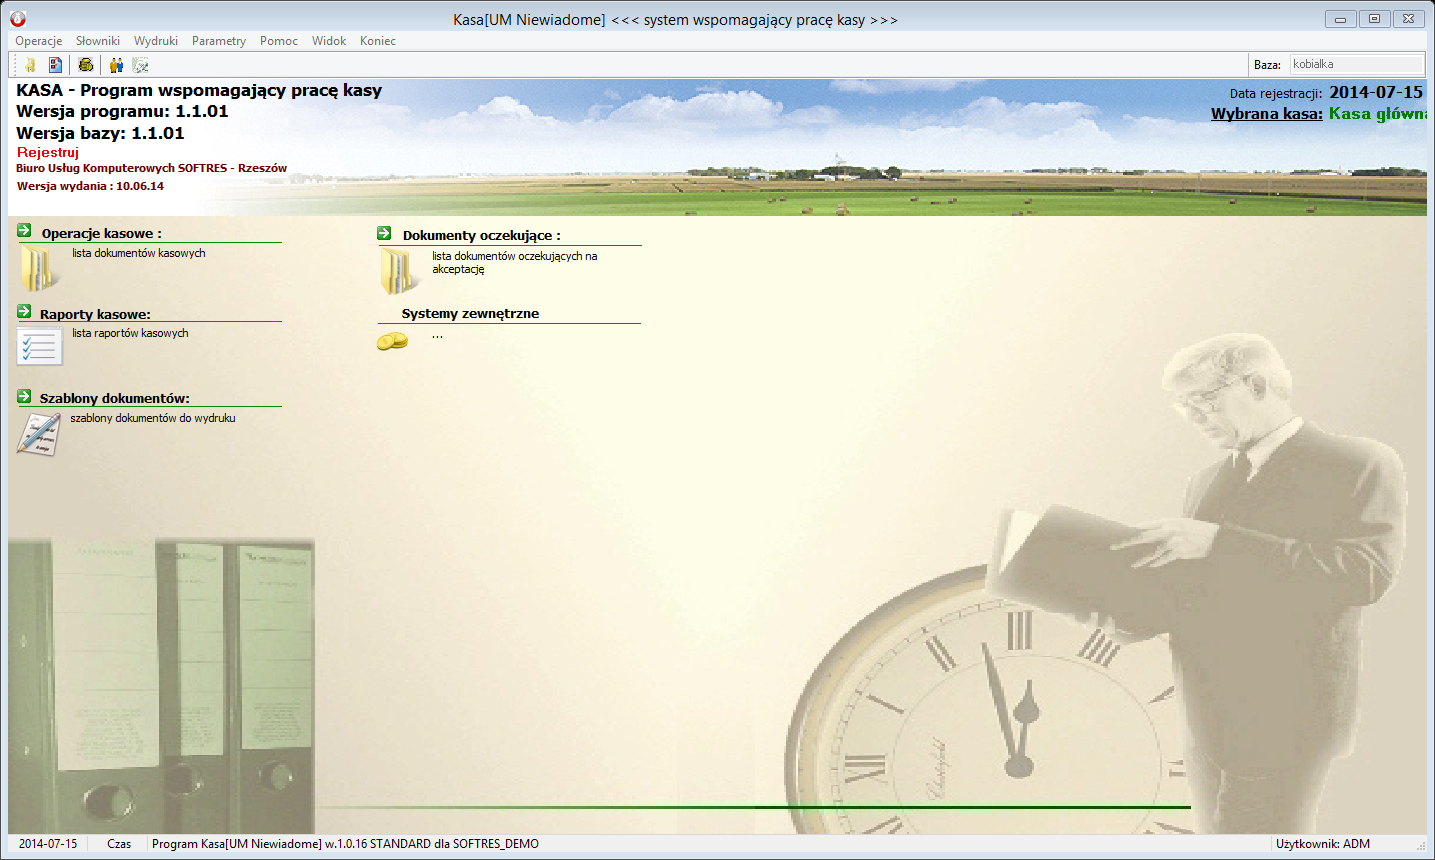 Kasa[UM Niewiadome] <<< system wspomagający pracę kasy >>>
Operacje Słowniki Wydruki Parametry Pomoc Widok Koniec
Baza: kobialka
KASA - Program wspomagający pracę kasy
Wersja programu: 1.1.01
Wersja bazy: 1.1.01
Rejestruj
Biuro Usług Komputerowych SOFTRES - Rzeszów
Wersja wydania : 10.06.14
Data rejestracji: 2014-07-15
Wybrana kasa: Kasa główna
Operacje kasowe :
lista dokumentów kasowych
Raporty kasowe:
lista raportów kasowych
Szablony dokumentów:
szablony dokumentów do wydruku
Dokumenty oczekujące :
lista dokumentów oczekujących na
akceptację
Systemy zewnętrzne
...
2014-07-15 Czas Program Kasa[UM Niewiadome] w.1.0.16 STANDARD dla SOFTRES_DEMO Użytkownik: ADM